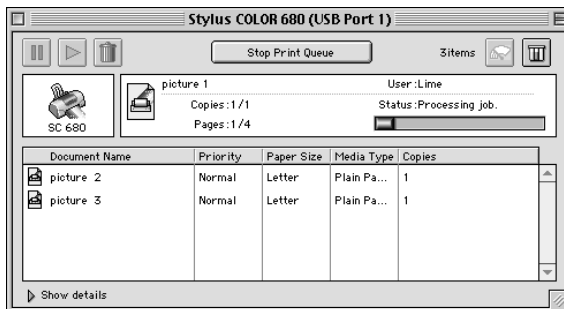 Stylus COLOR 680 (USB Port 1)
Stop Print Queue
3items
SC 680
picture 1
User:Lime
Copies:1/1
Status:Processing job.
Pages:1/4
Document Name Priority Paper Size Media Type Copies
picture 2 Normal Letter Plain Pa... 1
picture 3 Normal Letter Plain Pa... 1
Show details